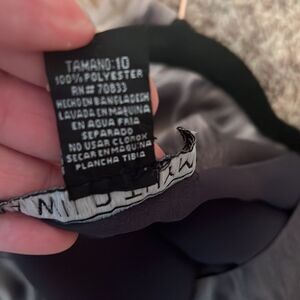 TAMANO:10
100% POLYESTER
RN# 70833
HECHO EN BANGLADESH
LAVADA EN MAQUINA
EN AGUA FRIA
SEPARADO
NO USAR CLOROX
SECAR EN MAQUINA
PLANCHA TIBIA